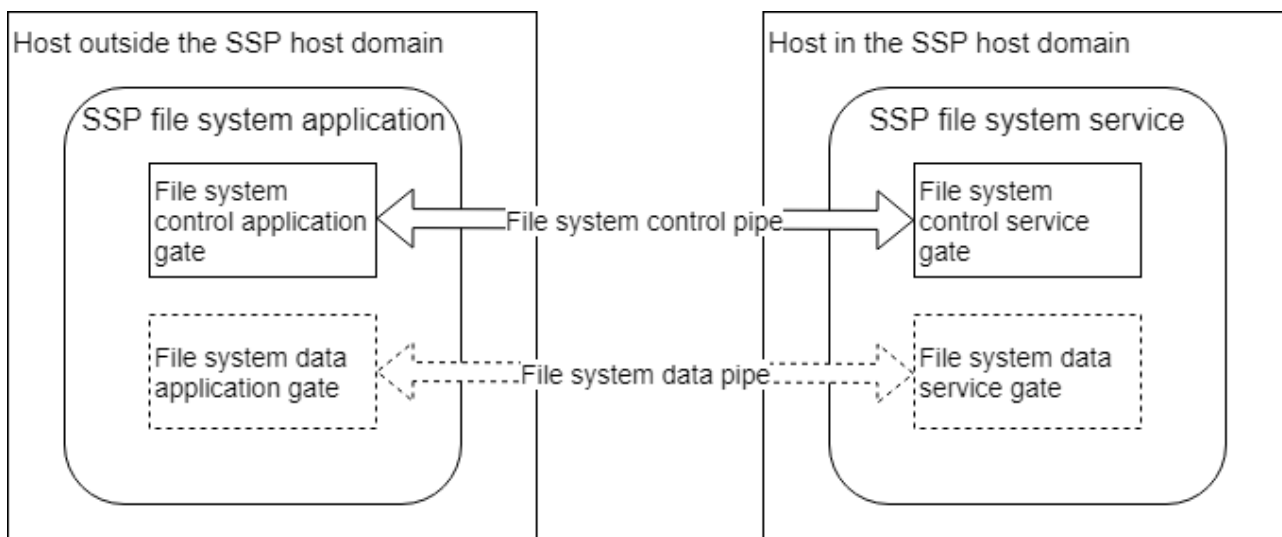 Host outside the SSP host domain
SSP file system application
File system
control application
gate
File system data
application gate
File system control pipe
File system data pipe
Host in the SSP host domain
SSP file system service
File system
control service
gate
File system data
service gate